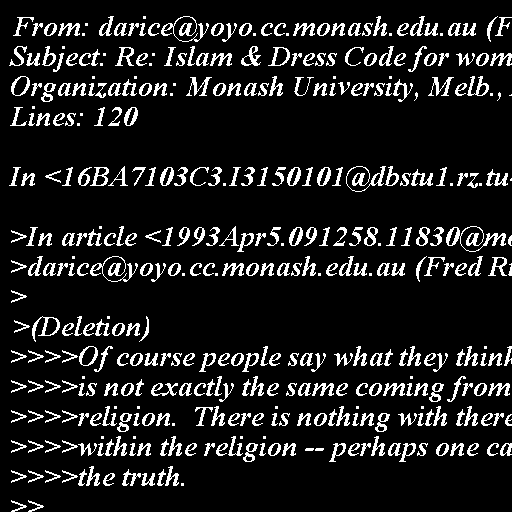 From: darice@yoyo.cc.monash.edu.au (F
Subject: Re: Islam & Dress Code for wom
Organization: Monash University, Melb.,
Lines: 120

In <16BA7103C3.I3150101@dbstu1.rz.tu-

>In article <1993Apr5.091258.11830@mo
>darice@yoyo.cc.monash.edu.au (Fred Ri
>
>(Deletion)
>>>>Of course people say what they think
>>>>is not exactly the same coming from
>>>>religion.  There is nothing with there
>>>>within the religion -- perhaps one ca
>>>>the truth.
>>